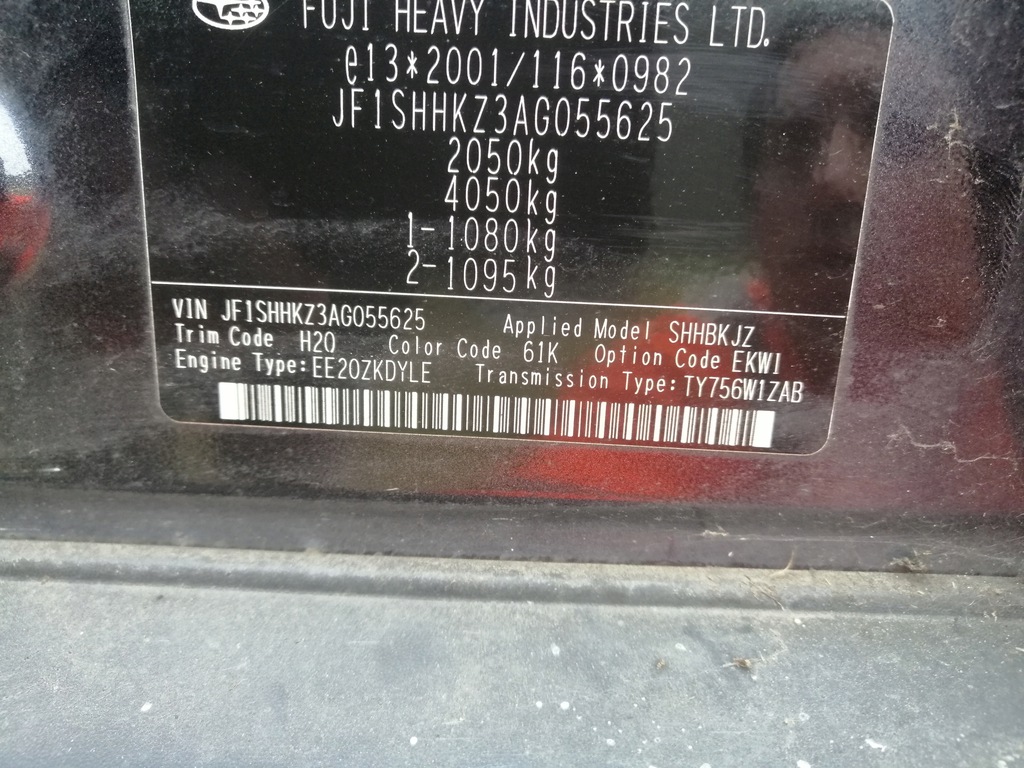 FUJI HEAVY INDUSTRIES LTD.
e13*2001/116*0982
JF1SHHKZ3AG055625
2050kg
4050kg
1-1080kg
2-1095kg
VIN JF1SHHKZ3AG055625 Applied Model SHHBKJZ
Trim Code H20 Color Code 61K Option Code EKWI
Engine Type: EE20ZKDYLE Transmission Type: TY756W1ZAB